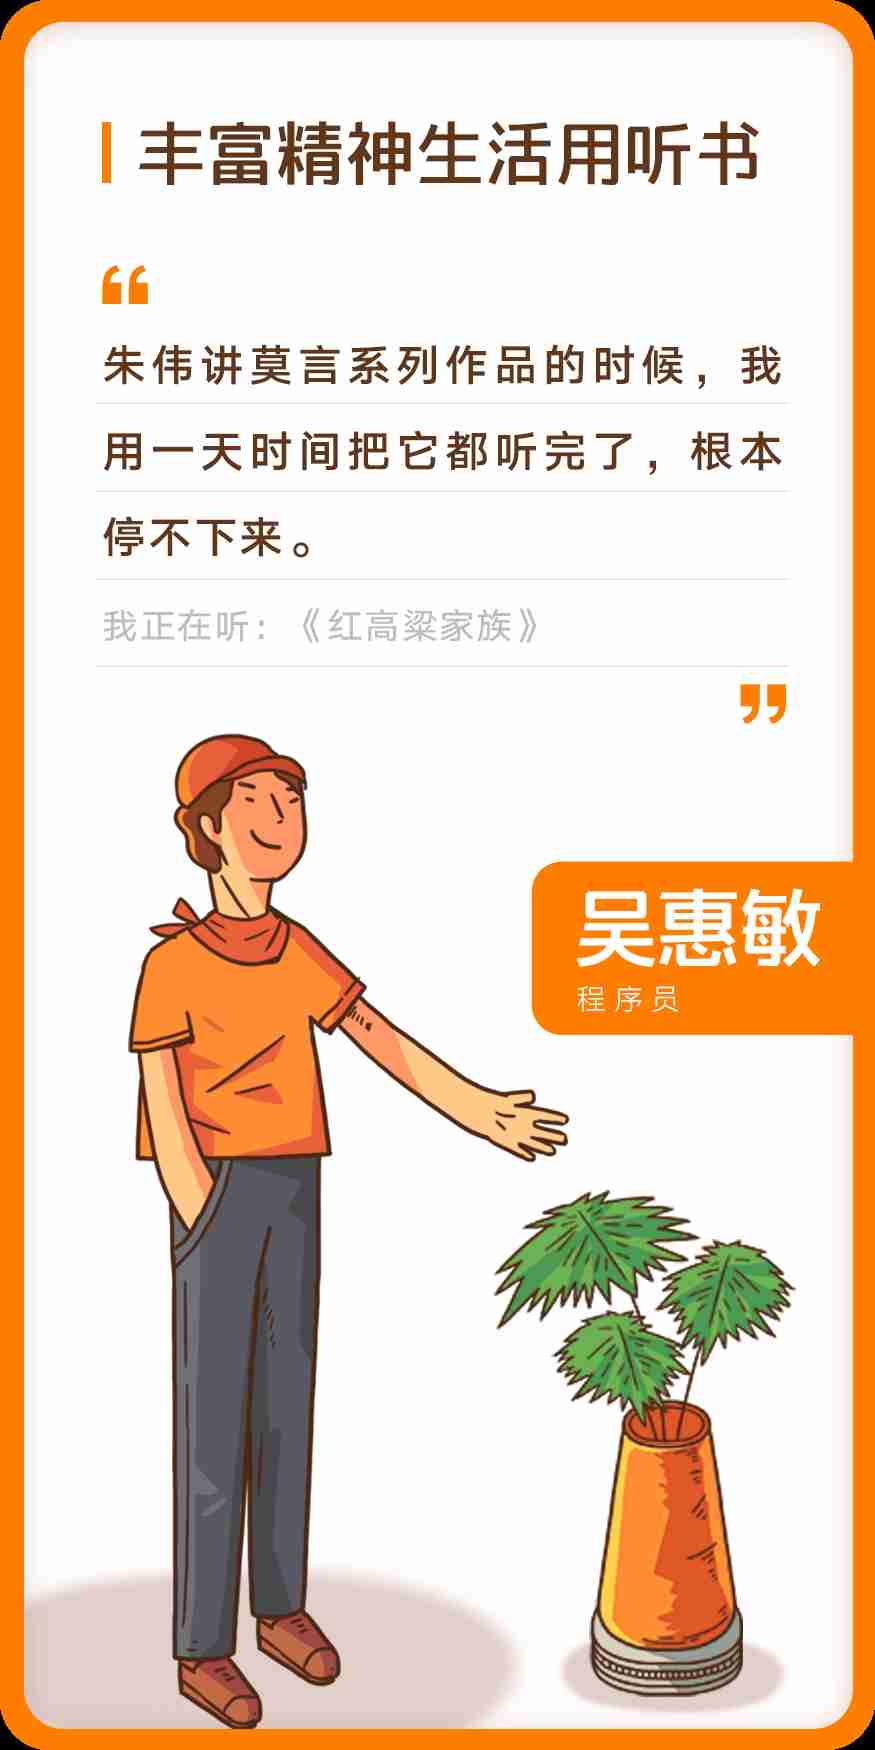 丰富精神生活用听书
“
朱伟讲莫言系列作品的时候，我
用一天时间把它都听完了，根本
停不下来。
我正在听：《红高粱家族》
”
吴惠敏
程序员